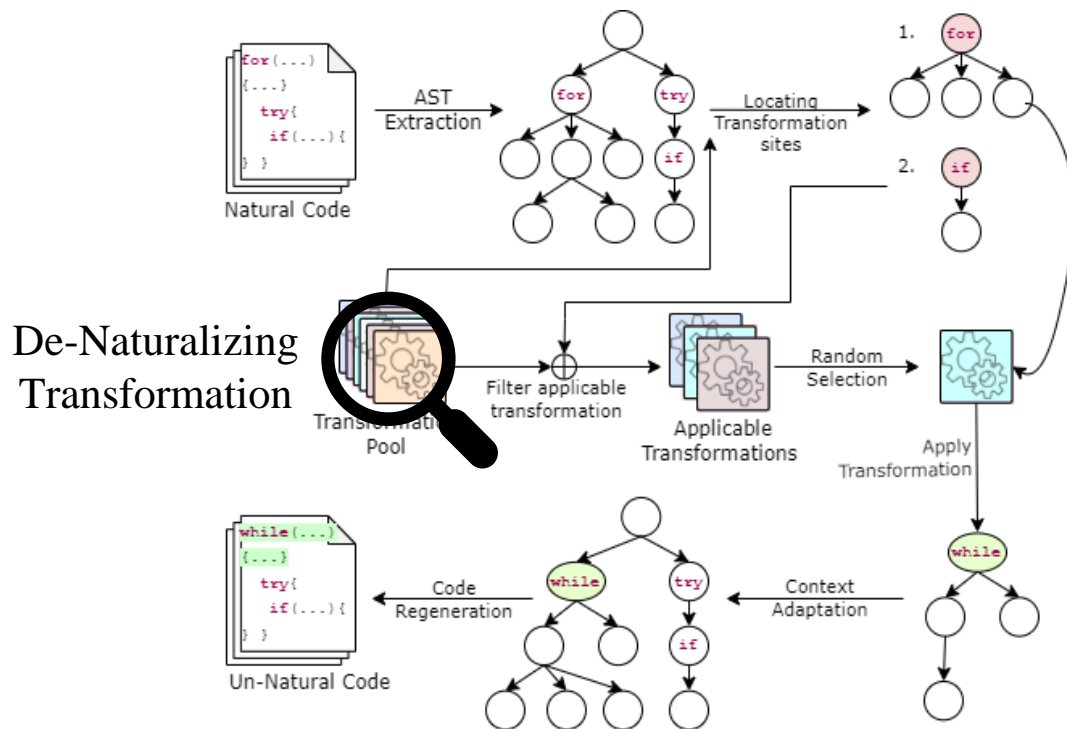 for(...)
{...}
try{
if(...){
} }
Natural Code
AST
Extraction
for
try
if
Locating
Transformation
sites
1.
for
2.
if
De-Naturalizing
Transformation
Pool
Filter applicable
transformation
Applicable
Transformations
Random
Selection
Apply
Transformation
while(...)
{...}
try{
if(...){
} }
Un-Natural Code
Code
Regeneration
while
try
if
Context
Adaptation
while